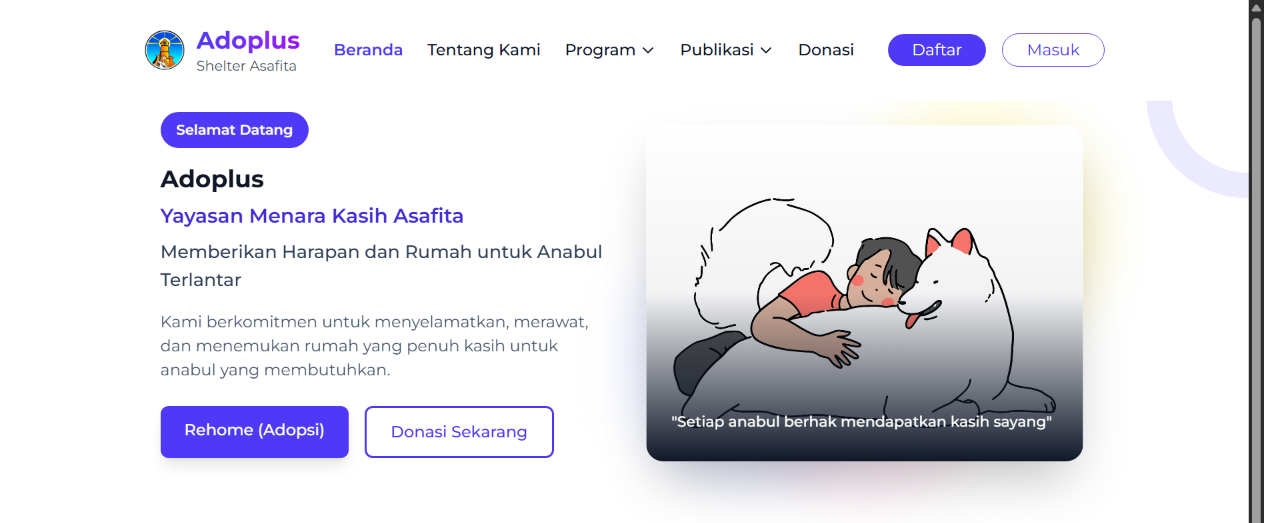 Adoplus
Shelter Asafita
Beranda
Tentang Kami
Program
Publikasi
Donasi
Daftar
Masuk
Selamat Datang
Adoplus
Yayasan Menara Kasih Asafita
Memberikan Harapan dan Rumah untuk Anabul
Terlantar
Kami berkomitmen untuk menyelamatkan, merawat,
dan menemukan rumah yang penuh kasih untuk
anabul yang membutuhkan.
Rehome (Adopsi)
Donasi Sekarang
"Setiap anabul berhak mendapatkan kasih sayang"